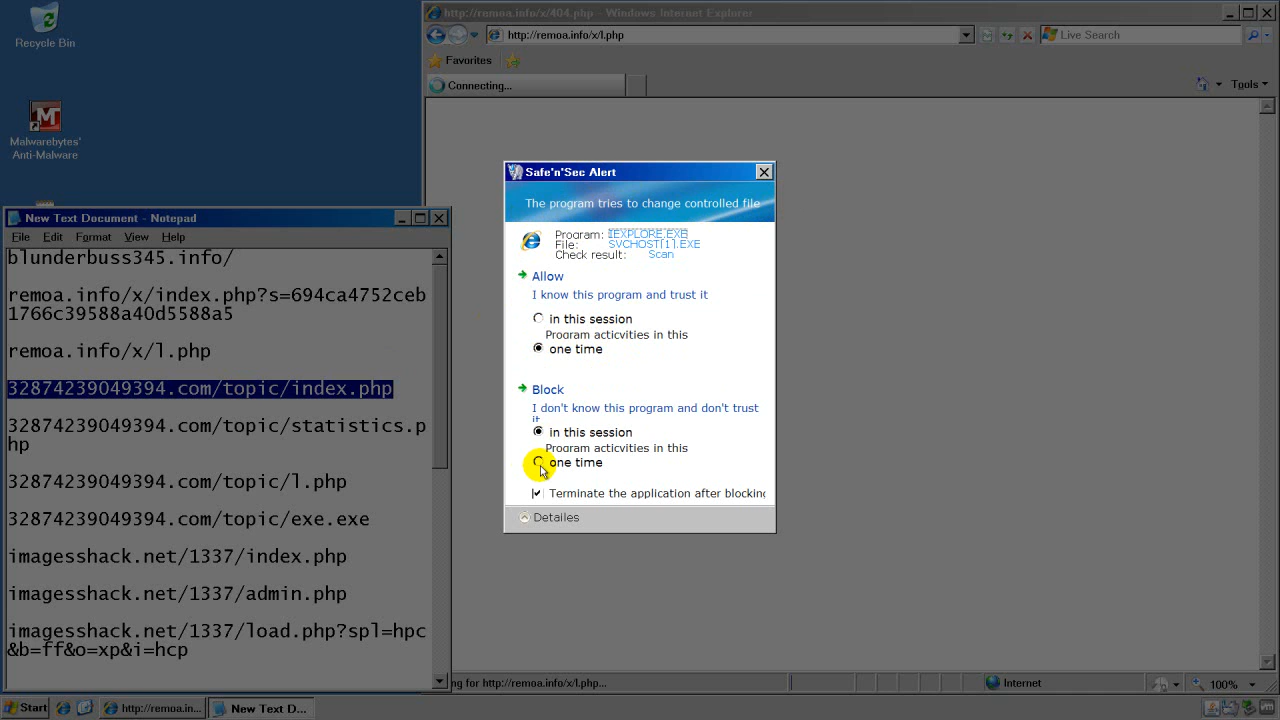 Recycle Bin
Malwarebytes'
Anti-Malware
http://remoa.info/x/404.php - Windows Internet Explorer
http://remoa.info/x/l.php
Live Search
Favorites
Connecting...
Tools
New Text Document - Notepad
File Edit Format View Help
blunderbuss345.info/
remoa.info/x/index.php?s=694ca4752ceb
1766c39588a40d5588a5
remoa.info/x/l.php
32874239049394.com/topic/index.php
32874239049394.com/topic/statistics.p
hp
32874239049394.com/topic/l.php
32874239049394.com/topic/exe.exe
imagesshack.net/1337/index.php
imagesshack.net/1337/admin.php
imagesshack.net/1337/load.php?spl=hpc
&b=ff&o=xp&i=hcp
Safe'n'Sec Alert
The program tries to change controlled file
Program: IEXPLORE.EXE
File: SVCHOST[1].EXE
Check result: Scan
Allow
I know this program and trust it
in this session
Program acticvities in this
one time
Block
I don't know this program and don't trust
it
in this session
Program acticvities in this
one time
Terminate the application after blocking
Detailes
ng for http://remoa.info/x/l.php...
Internet
100%
Start
http://remoa.in...
New Text D...